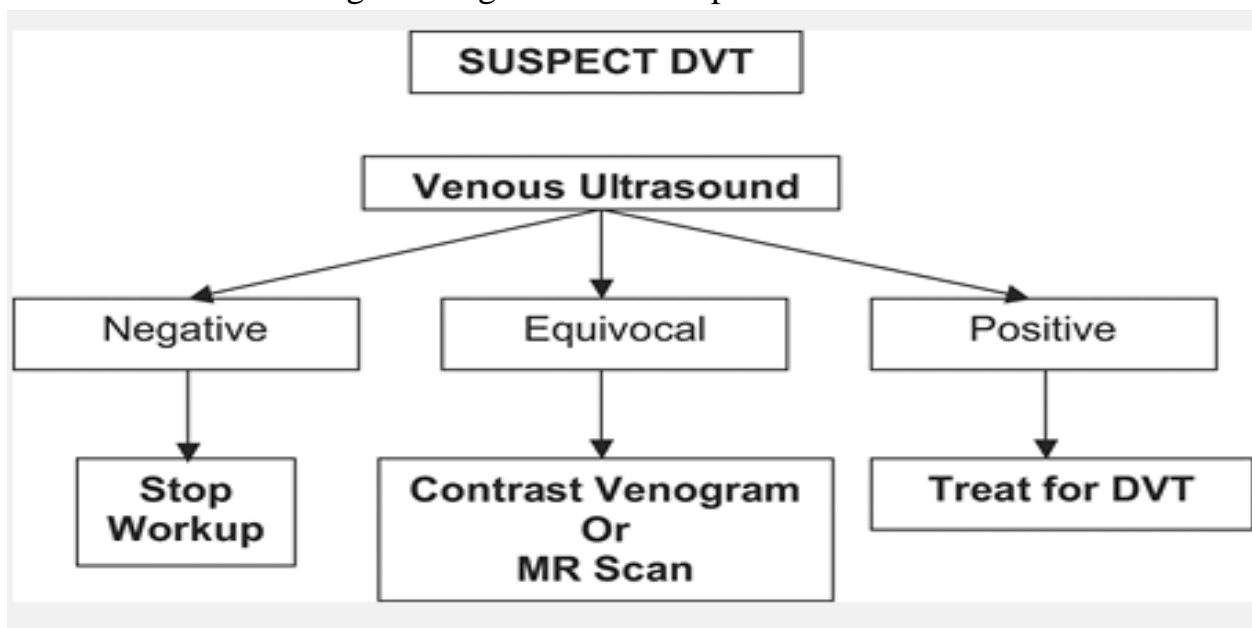 SUSPECT DVT
Venous Ultrasound
Negative
Equivocal
Positive
Stop
Workup
Contrast Venogram
Or
MR Scan
Treat for DVT